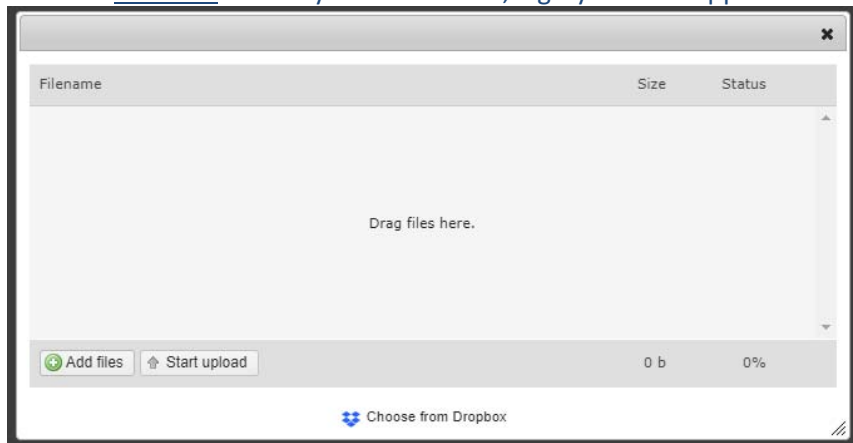 Filename Size Status
Drag files here.
Add files Start upload 0 b 0%
Choose from Dropbox